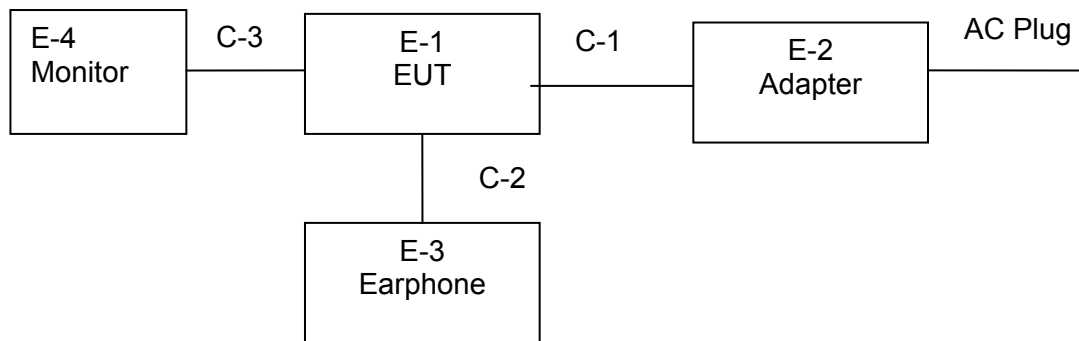 E-4
Monitor
C-3
E-1
EUT
C-1
E-2
Adapter
AC Plug
C-2
E-3
Earphone